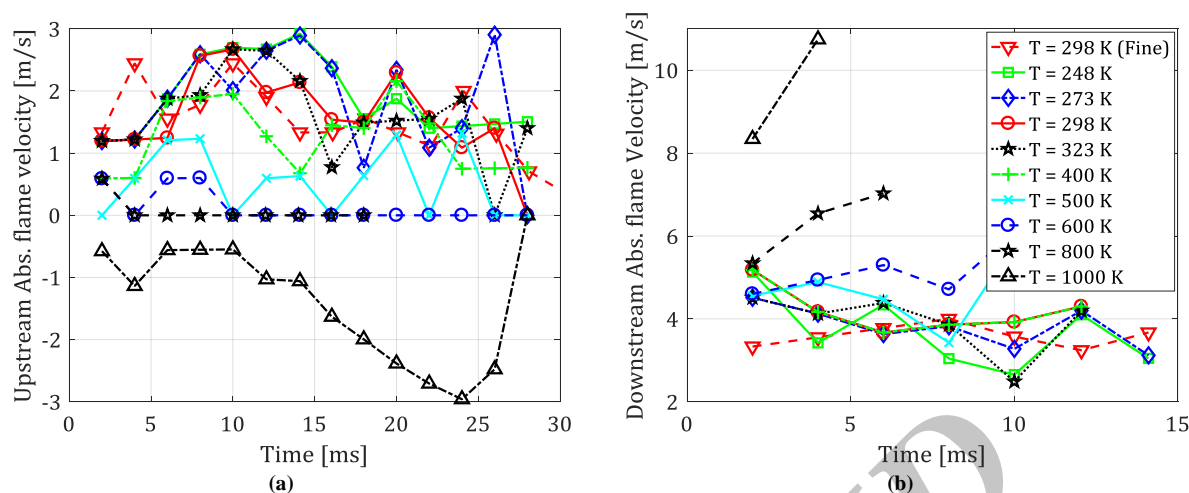 Upstream Abs. flame velocity [m/s]
3
2
1
0
-1
-2
-3
0
5
10
15
20
25
30
Time [ms]
(a)
Downstream Abs. flame Velocity [m/s]
10
8
6
4
2
5
10
15
Time [ms]
(b)
T = 298 K (Fine)
T = 248 K
T = 273 K
T = 298 K
T = 323 K
T = 400 K
T = 500 K
T = 600 K
T = 800 K
T = 1000 K